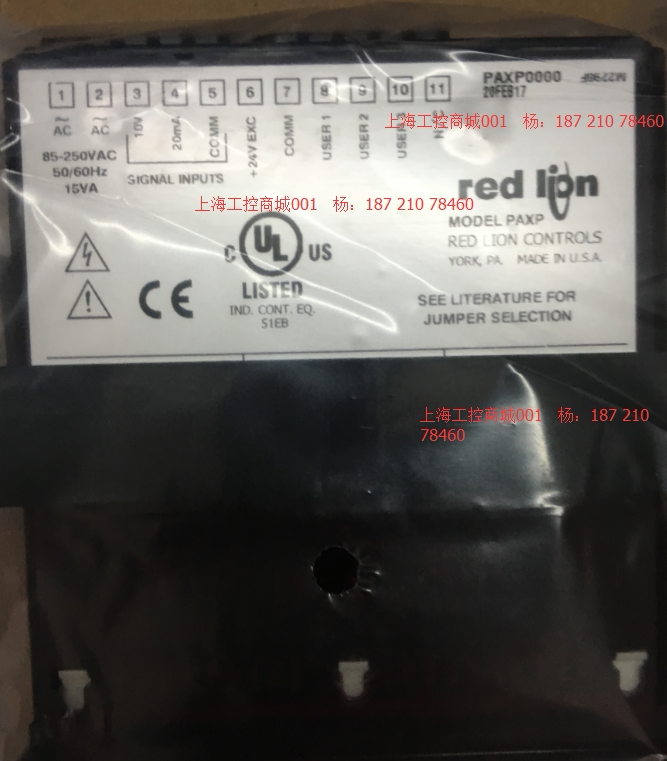 PAXP0000 M2296F
20FEB17
1 2 3 4 5 6 7 8 9 10 11
AC AC 10V 20mA COMM +24V EXC COMM USER 1 USER 2
上海工控商城001 杨：187 210 78460
85-250VAC
50/60Hz
15VA
SIGNAL INPUTS
red lion
上海工控商城001 杨：187 210 78460
MODEL PAXP
RED LION CONTROLS
YORK, PA. MADE IN U.S.A.
C UL US
LISTED
IND. CONT. EQ.
51EB
CE
SEE LITERATURE FOR
JUMPER SELECTION
上海工控商城001 杨：187 210
78460